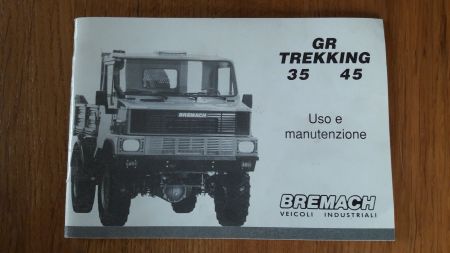 GR
TREKKING
35 45
Uso e
manutenzione
BREMACH
BREMACH
VEICOLI INDUSTRIALI